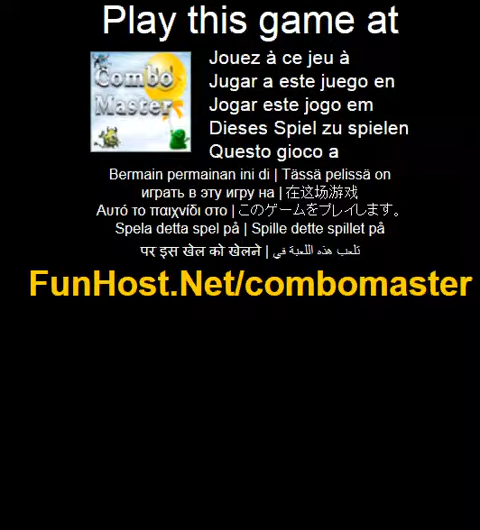 Play this game at
Combo
Master
Jouez à ce jeu à
Jugar a este juego en
Jogar este jogo em
Dieses Spiel zu spielen
Questo gioco a
Bermain permainan ini di | Tässä pelissä on
играть в эту игру на | 在这场游戏
Αυτό το παιχνίδι στο | このゲームをプレイします。
Spela detta spel på | Spille dette spillet på
पर इस खेल को खेलने | تلعب هذه اللعبة في
FunHost.Net/combomaster